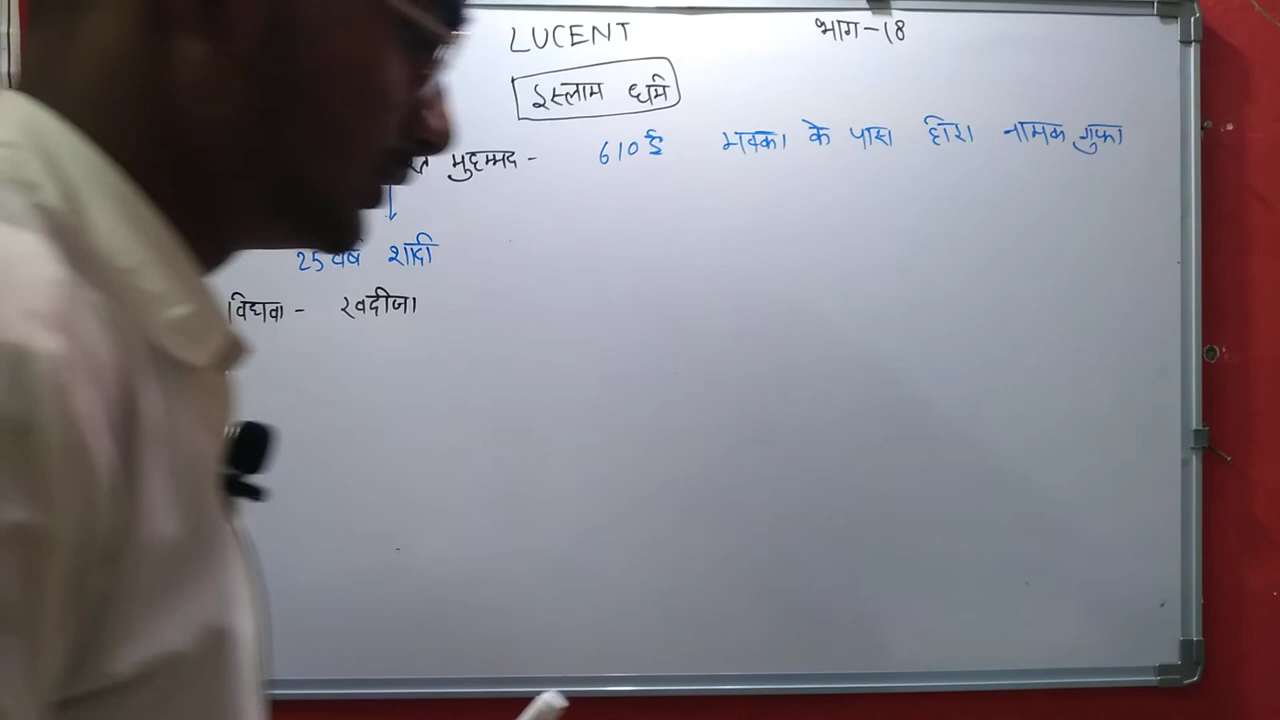 LUCENT भाग-18
इस्लाम धर्म
मुहम्मद - 610ई मक्का के पास हीरा नामक गुफा
25 वर्ष शादी
विधवा - खदीजा